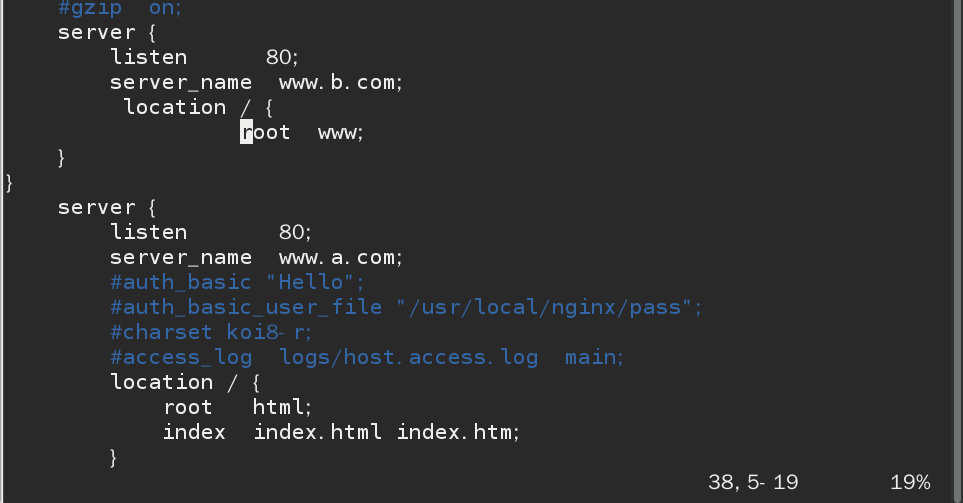 #gzip  on;
    server {
        listen      80;
        server_name  www.b.com;
         location / {
                  root  www;
    }
}
    server {
        listen       80;
        server_name  www.a.com;
        #auth_basic "Hello";
        #auth_basic_user_file "/usr/local/nginx/pass";
        #charset koi8-r;
        #access_log  logs/host.access.log  main;
        location / {
            root   html;
            index  index.html index.htm;
        }
38,5-19       19%